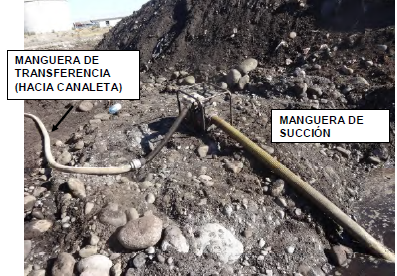 MANGUERA DE
TRANSFERENCIA
(HACIA CANALETA)
MANGUERA DE
SUCCIÓN